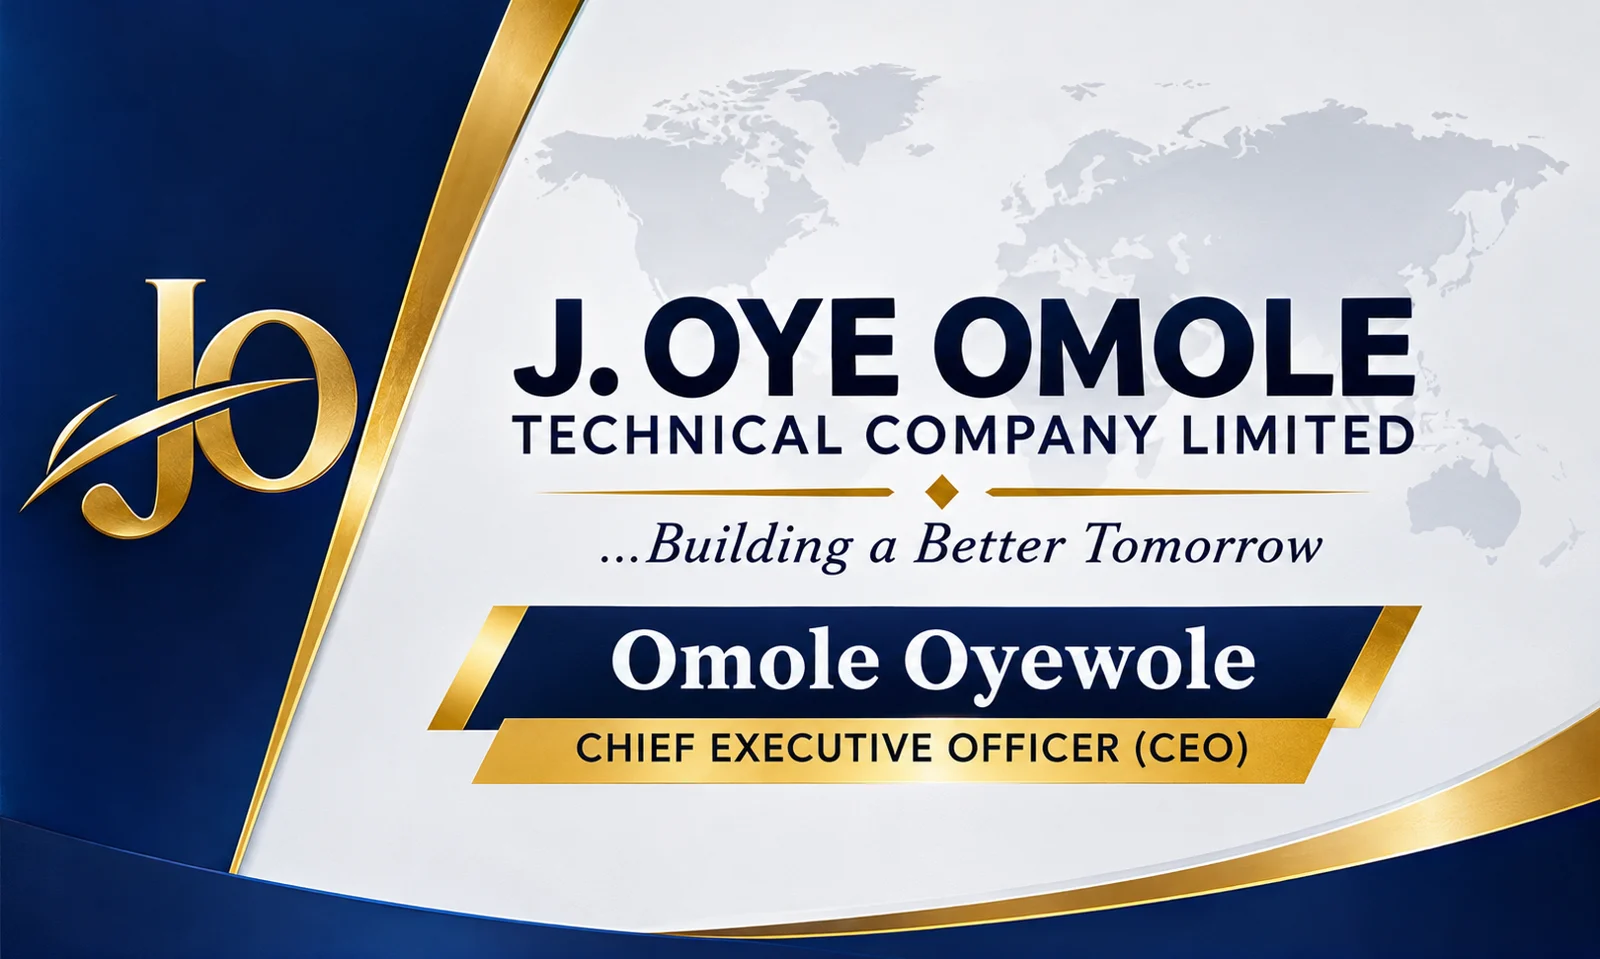 JO
J. OYE OMOLE
TECHNICAL COMPANY LIMITED
...Building a Better Tomorrow
Omole Oyewole
CHIEF EXECUTIVE OFFICER (CEO)